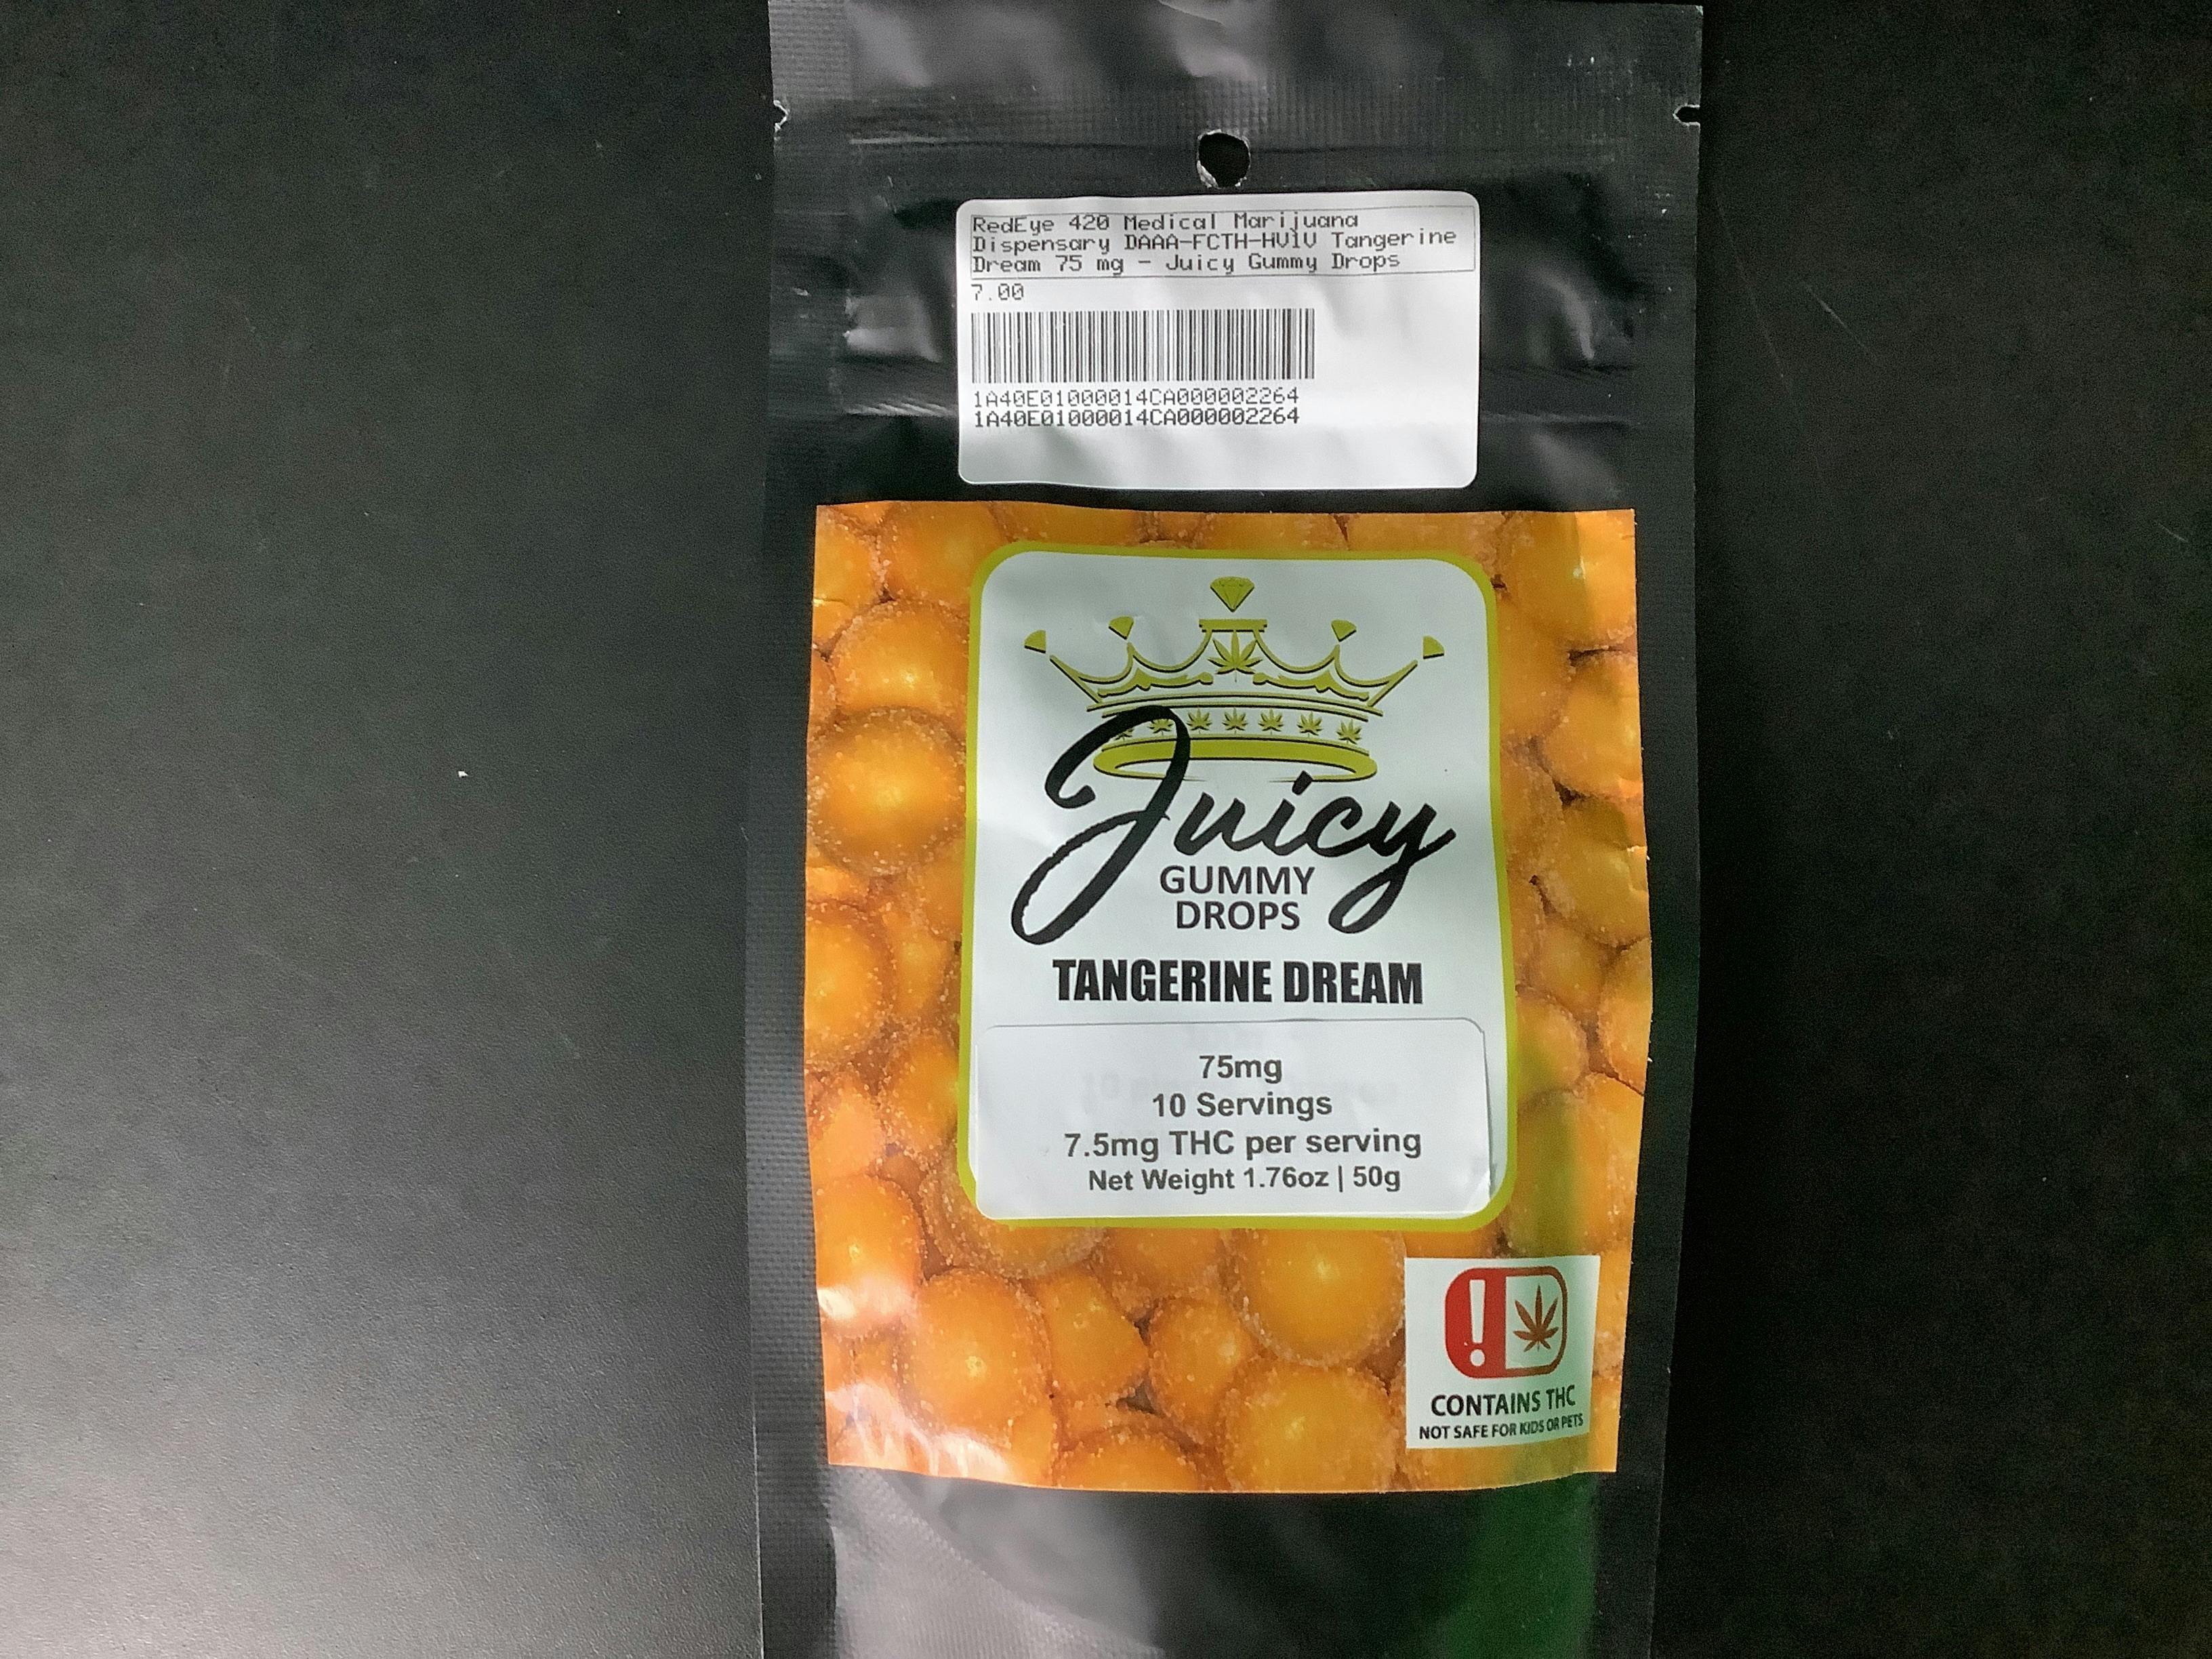 RedEye 420 Medical Marijuana
Dispensary DAAA-FCTH-HV1V Tangerine
Dream 75 mg - Juicy Gummy Drops
7.00
1A40E01000014CA000002264
1A40E01000014CA000002264
Juicy
GUMMY
DROPS
TANGERINE DREAM
75mg
10 Servings
7.5mg THC per serving
Net Weight 1.76oz | 50g
!
CONTAINS THC
NOT SAFE FOR KIDS OR PETS